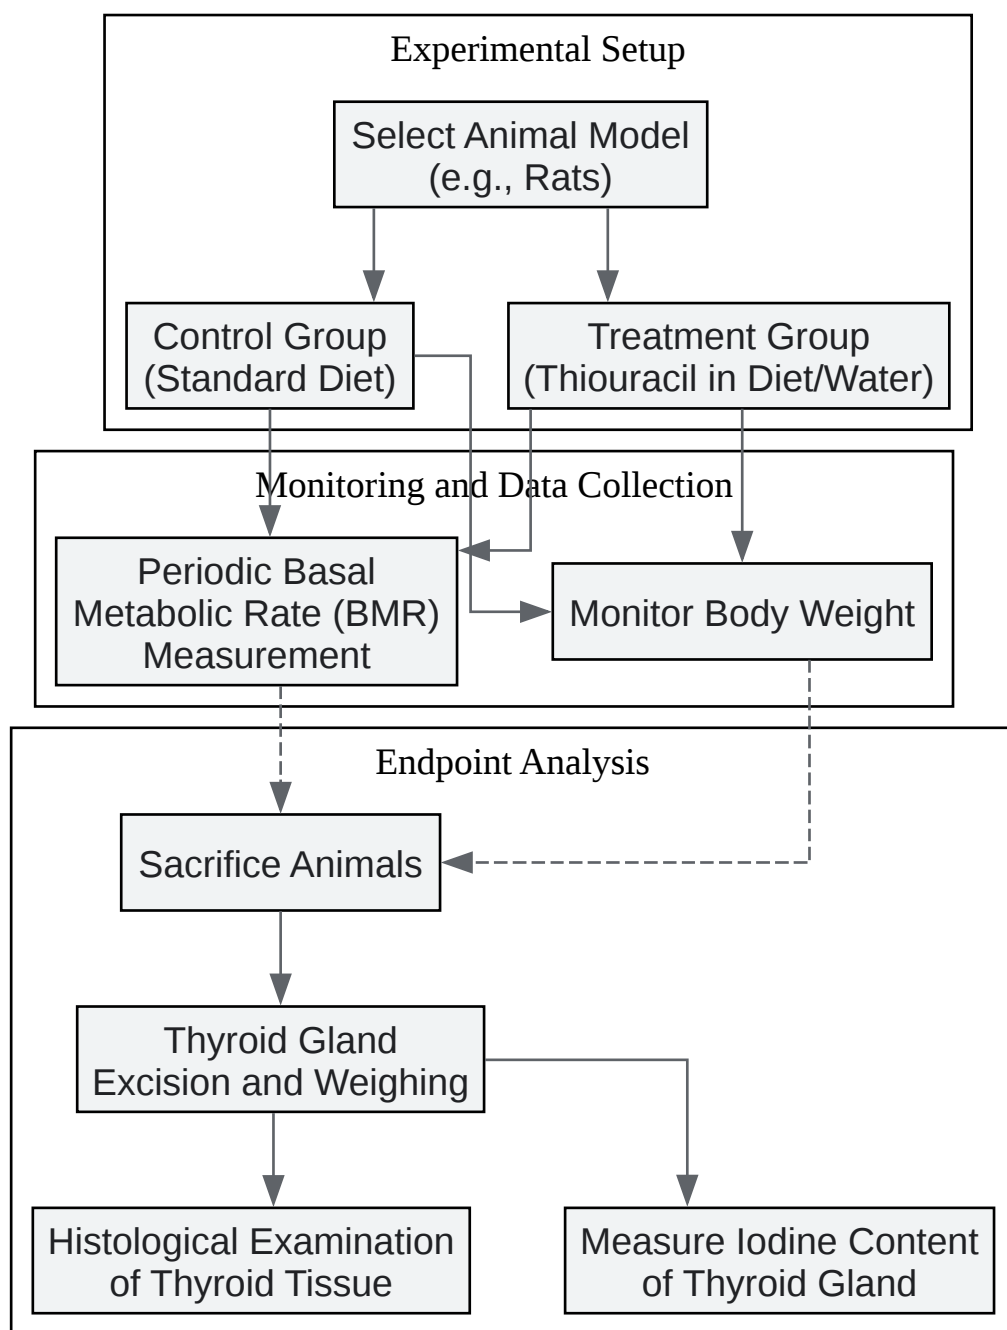 Experimental Setup
Select Animal Model
(e.g., Rats)
Control Group
(Standard Diet)
Treatment Group
(Thiouracil in Diet/Water)
Monitoring and Data Collection
Periodic Basal
Metabolic Rate (BMR)
Measurement
Monitor Body Weight
Endpoint Analysis
Sacrifice Animals
Thyroid Gland
Excision and Weighing
Histological Examination
of Thyroid Tissue
Measure Iodine Content
of Thyroid Gland